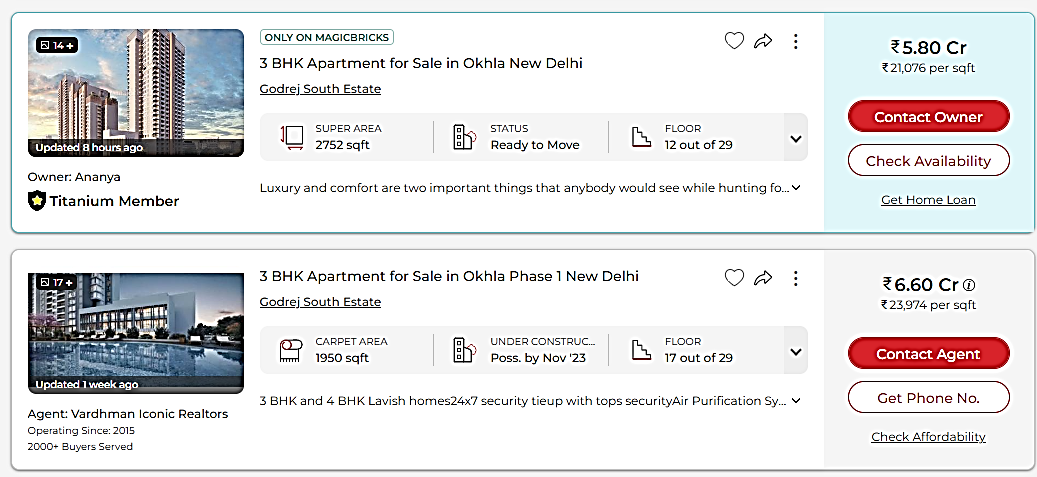 14+
Updated 8 hours ago
Owner: Ananya
Titanium Member
ONLY ON MAGICBRICKS
3 BHK Apartment for Sale in Okhla New Delhi
Godrej South Estate
SUPER AREA
2752 sqft
STATUS
Ready to Move
FLOOR
12 out of 29
Luxury and comfort are two important things that anybody would see while hunting fo...
₹5.80 Cr
₹21,076 per sqft
Contact Owner
Check Availability
Get Home Loan
17+
Updated 1 week ago
Agent: Vardhman Iconic Realtors
Operating Since: 2015
2000+ Buyers Served
3 BHK Apartment for Sale in Okhla Phase 1 New Delhi
Godrej South Estate
CARPET AREA
1950 sqft
UNDER CONSTRUC...
Poss. by Nov '23
FLOOR
17 out of 29
3 BHK and 4 BHK Lavish homes24x7 security tieup with tops securityAir Purification Sy...
₹6.60 Cr
₹23,974 per sqft
Contact Agent
Get Phone No.
Check Affordability